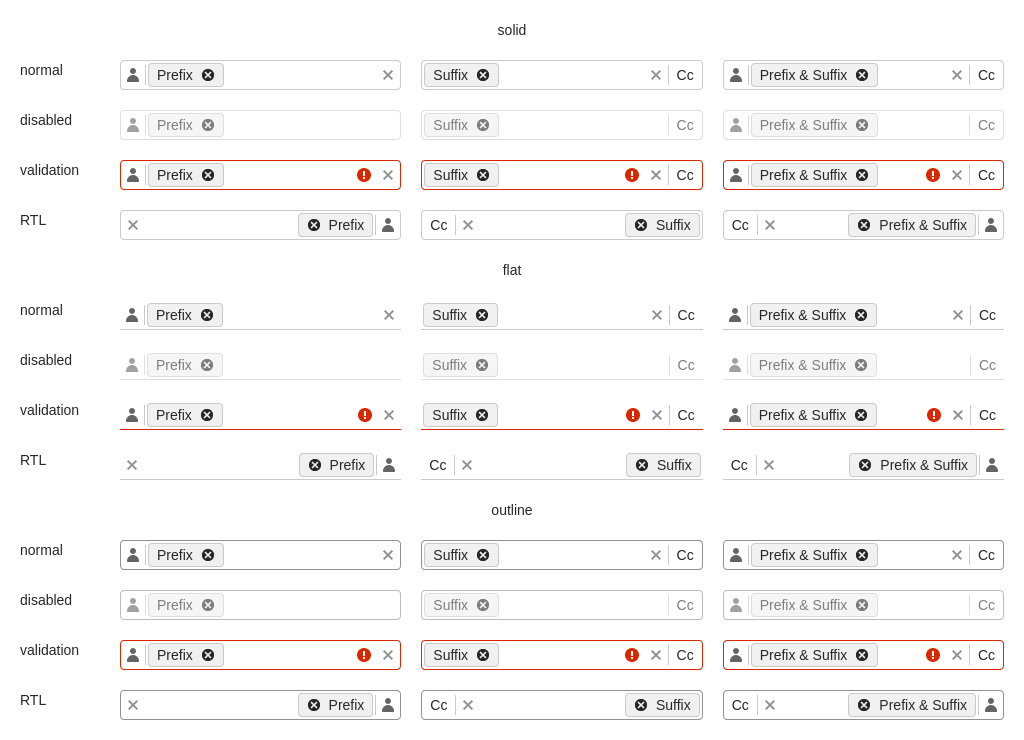 solid
normal Prefix Suffix Cc Prefix & Suffix Cc
disabled Prefix Suffix Cc Prefix & Suffix Cc
validation Prefix Suffix Cc Prefix & Suffix Cc
RTL Prefix Cc Suffix Cc Prefix & Suffix
flat
normal Prefix Suffix Cc Prefix & Suffix Cc
disabled Prefix Suffix Cc Prefix & Suffix Cc
validation Prefix Suffix Cc Prefix & Suffix Cc
RTL Prefix Cc Suffix Cc Prefix & Suffix
outline
normal Prefix Suffix Cc Prefix & Suffix Cc
disabled Prefix Suffix Cc Prefix & Suffix Cc
validation Prefix Suffix Cc Prefix & Suffix Cc
RTL Prefix Cc Suffix Cc Prefix & Suffix